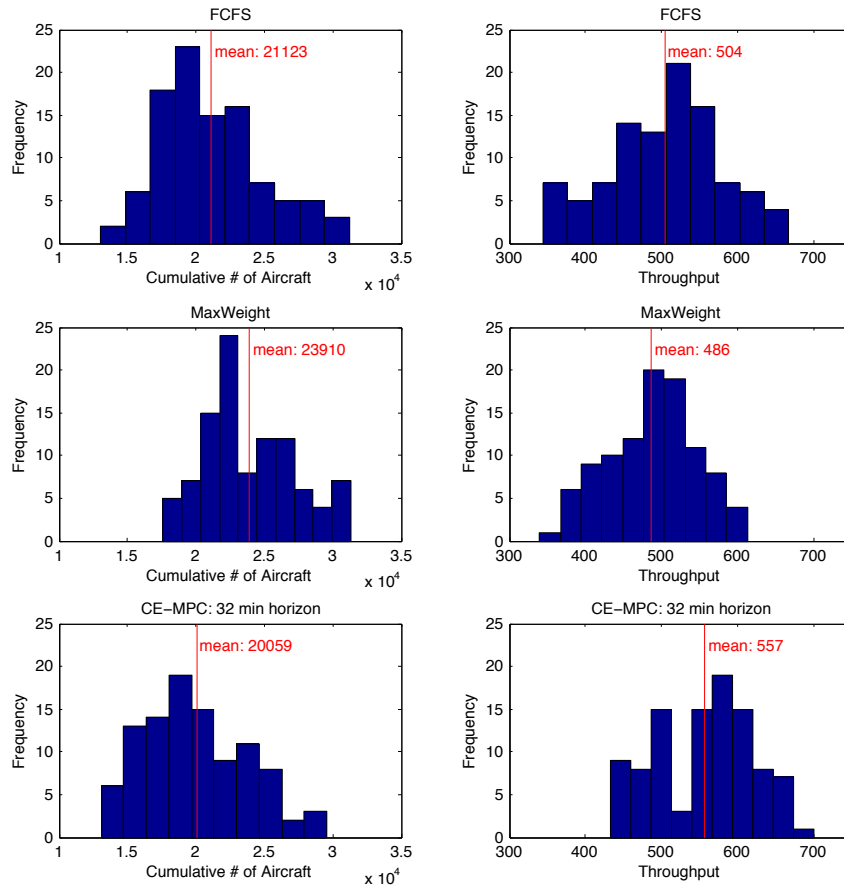 FCFS
25
20
15
10
5
0
Frequency
mean: 21123
1 1.5 2 2.5 3 3.5
Cumulative # of Aircraft
x 10^4
FCFS
25
20
15
10
5
0
Frequency
mean: 504
300 400 500 600 700
Throughput
MaxWeight
25
20
15
10
5
0
Frequency
mean: 23910
1 1.5 2 2.5 3 3.5
Cumulative # of Aircraft
x 10^4
MaxWeight
25
20
15
10
5
0
Frequency
mean: 486
300 400 500 600 700
Throughput
CE−MPC: 32 min horizon
25
20
15
10
5
0
Frequency
mean: 20059
1 1.5 2 2.5 3 3.5
Cumulative # of Aircraft
x 10^4
CE−MPC: 32 min horizon
25
20
15
10
5
0
Frequency
mean: 557
300 400 500 600 700
Throughput